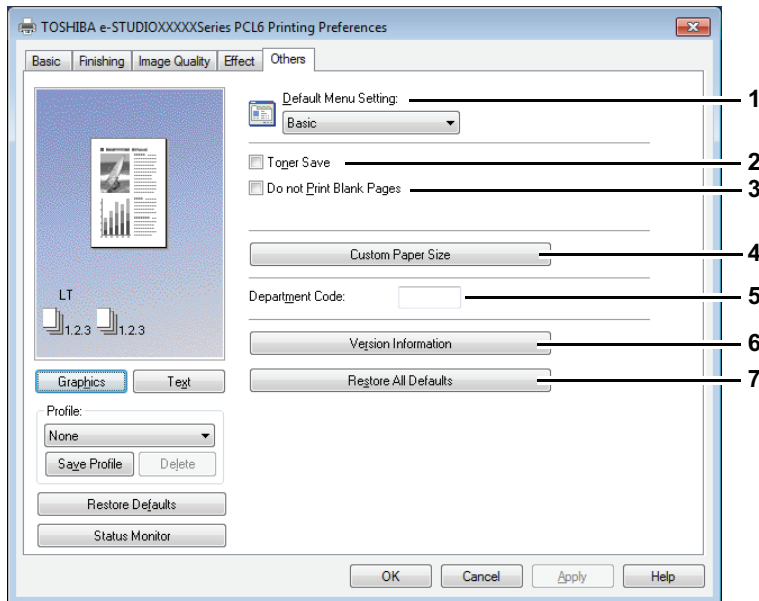 TOSHIBA e-STUDIOXXXXXSeries PCL6 Printing Preferences
Basic
Finishing
Image Quality
Effect
Others
Default Menu Setting:
1
Basic
Toner Save
2
Do not Print Blank Pages
3
Custom Paper Size
4
LT
1.2.3
1.2.3
Department Code:
5
Version Information
6
Graphics
Text
Restore All Defaults
7
Profile:
None
Save Profile
Delete
Restore Defaults
Status Monitor
OK
Cancel
Apply
Help